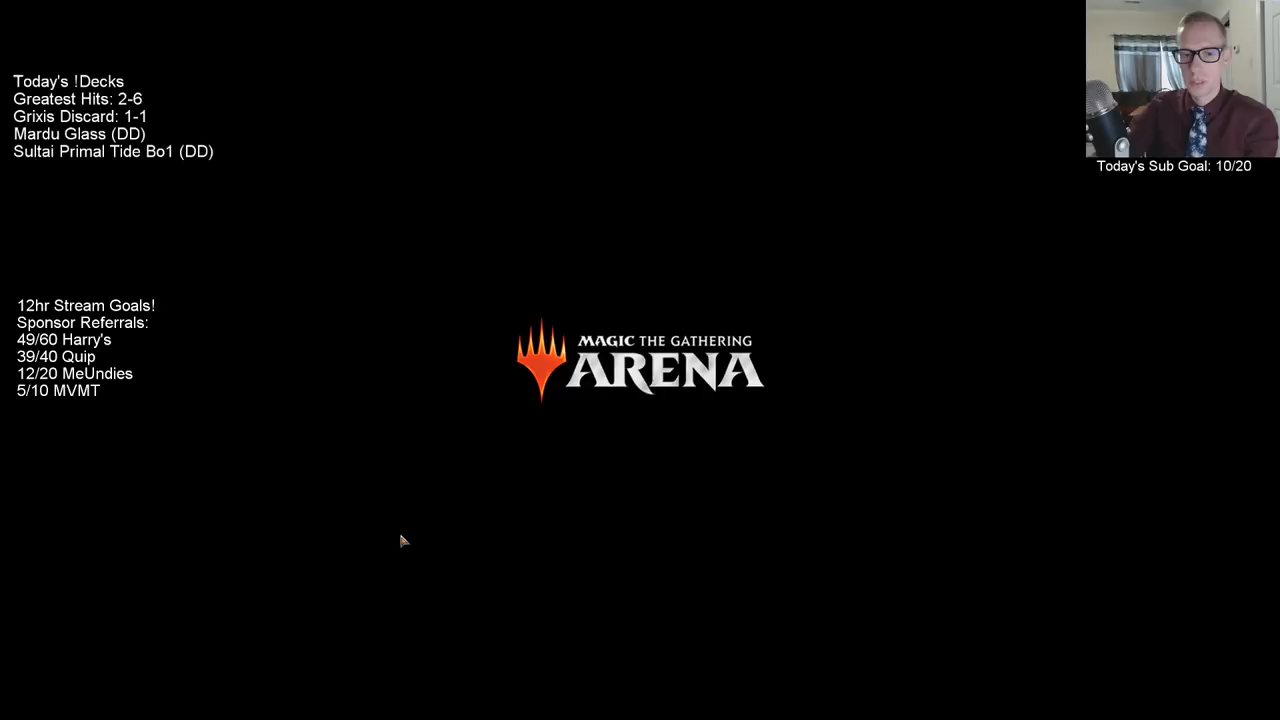 Today's !Decks
Greatest Hits: 2-6
Grixis Discard: 1-1
Mardu Glass (DD)
Sultai Primal Tide Bo1 (DD)
Today's Sub Goal: 10/20
12hr Stream Goals!
Sponsor Referrals:
49/60 Harry's
39/40 Quip
12/20 MeUndies
5/10 MVMT
MAGIC THE GATHERING
ARENA